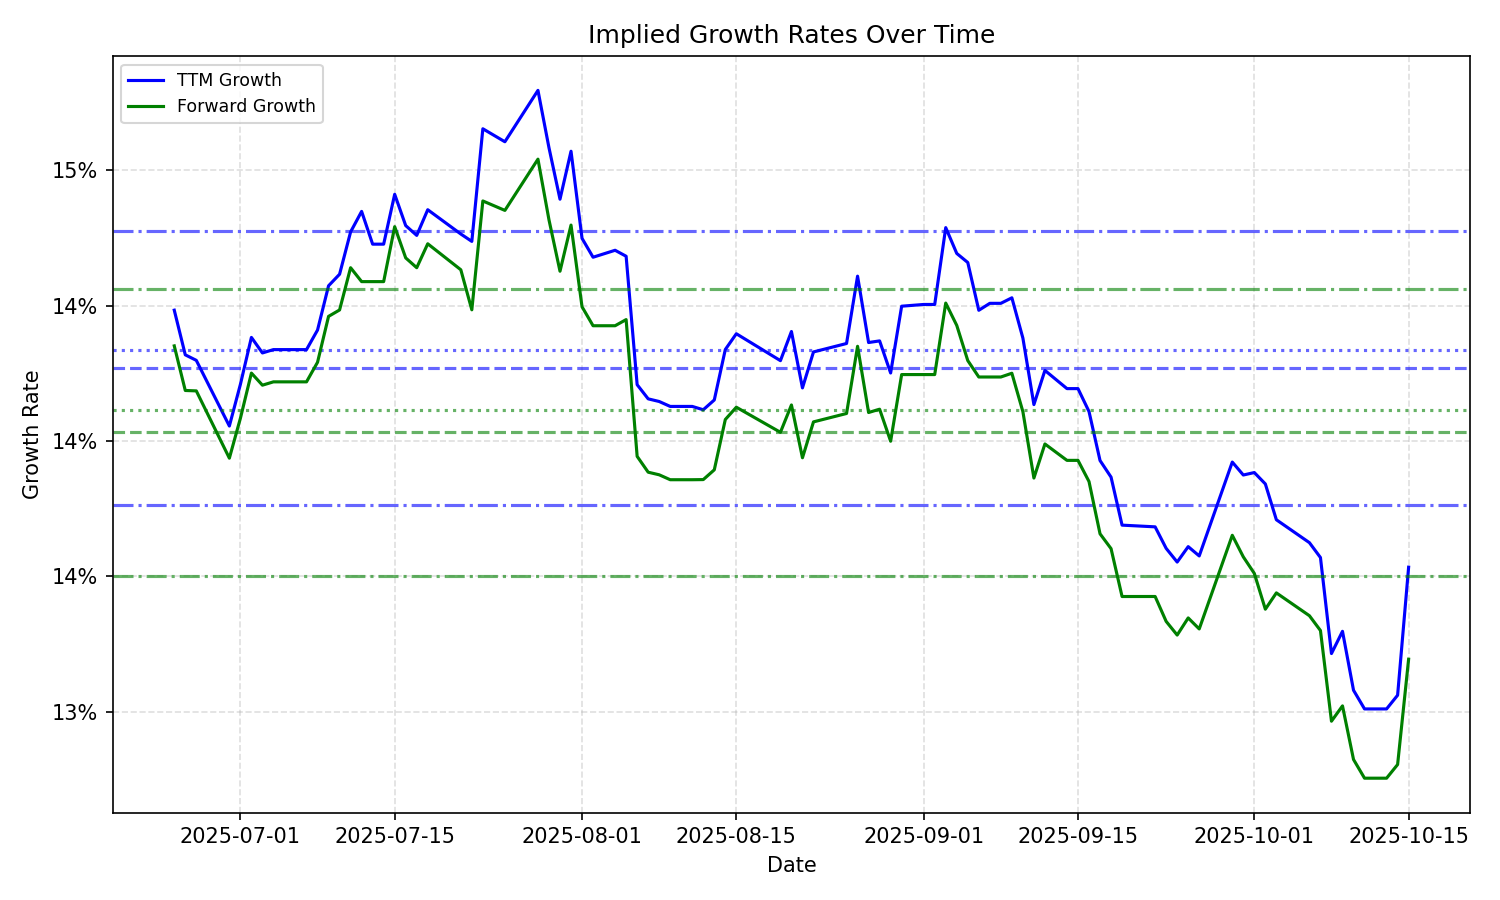 Implied Growth Rates Over Time
TTM Growth
Forward Growth
15%
14%
14%
14%
13%
Growth Rate
2025-07-01
2025-07-15
2025-08-01
2025-08-15
2025-09-01
2025-09-15
2025-10-01
2025-10-15
Date